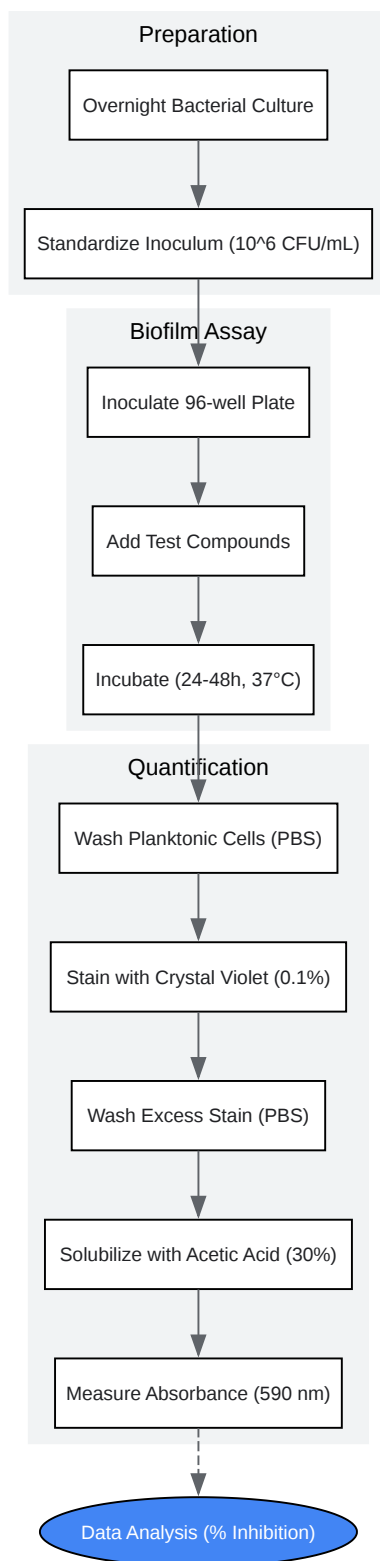 Preparation
Overnight Bacterial Culture
Standardize Inoculum (10^6 CFU/mL)
Biofilm Assay
Inoculate 96-well Plate
Add Test Compounds
Incubate (24-48h, 37°C)
Quantification
Wash Planktonic Cells (PBS)
Stain with Crystal Violet (0.1%)
Wash Excess Stain (PBS)
Solubilize with Acetic Acid (30%)
Measure Absorbance (590 nm)
Data Analysis (% Inhibition)